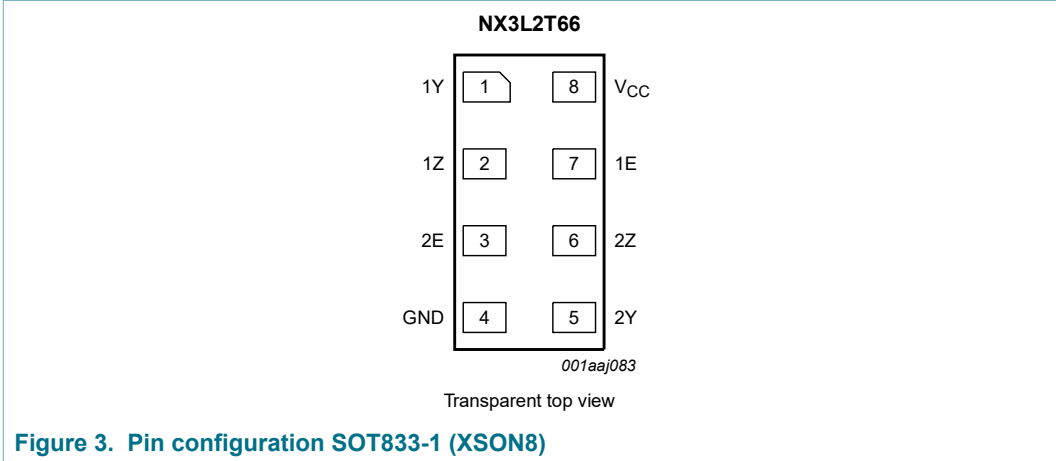 NX3L2T66
1Y 1 8 VCC
1Z 2 7 1E
2E 3 6 2Z
GND 4 5 2Y
001aaj083
Transparent top view
Figure 3. Pin configuration SOT833-1 (XSON8)